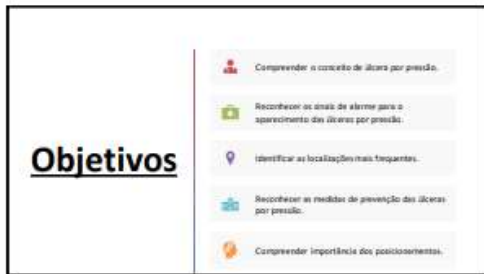 Objetivos
Compreender o conceito de úlcera por pressão.
Reconhecer os sinais de alarme para o
aparecimento das úlceras por pressão.
Identificar as localizações mais frequentes.
Reconhecer as medidas de prevenção das úlceras
por pressão.
Compreender importância dos posicionamentos.